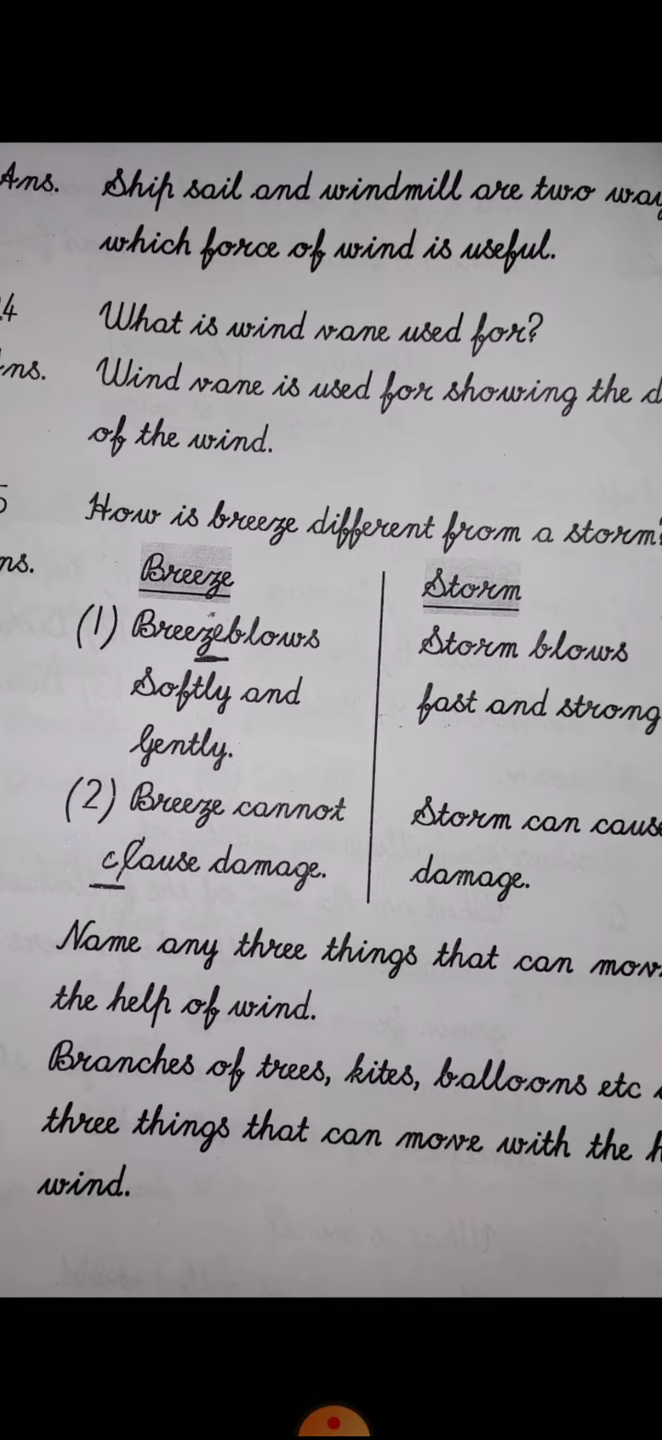 Ans. Ship sail and windmill are two way
which force of wind is useful.
4 What is wind vane used for?
ns. Wind vane is used for showing the d
of the wind.
5 How is breeze different from a storm?
ns. Breeze Storm
(1) Breezeblows Storm blows
Softly and fast and strong
Gently.
(2) Breeze cannot Storm can caus
clause damage. damage.
Name any three things that can mov
the help of wind.
Branches of trees, kites, balloons etc
three things that can move with the h
wind.